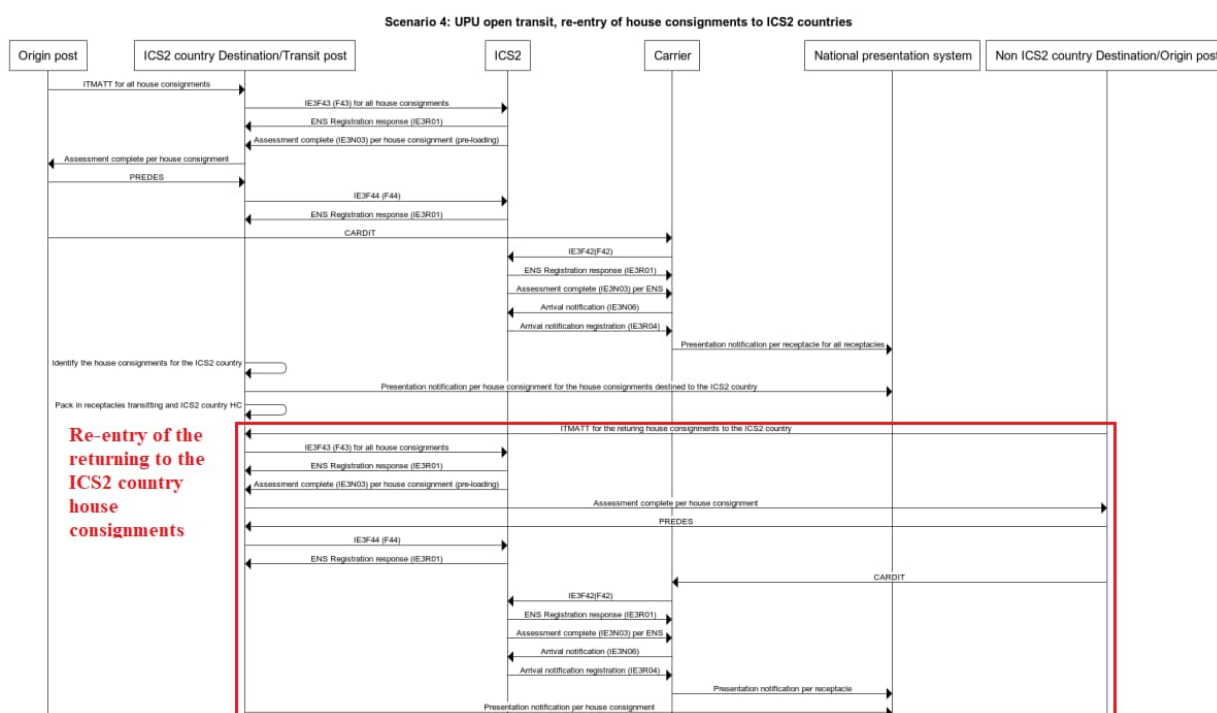 Scenario 4: UPU open transit, re-entry of house consignments to ICS2 countries
Origin post
ICS2 country Destination/Transit post
ICS2
Carrier
National presentation system
Non ICS2 country Destination/Origin post
ITMATT for all house consignments
IE3F43 (F43) for all house consignments
ENS Registration response (IE3R01)
Assessment complete (IE3N03) per house consignment (pre-loading)
Assessment complete per house consignment
PREDES
IE3F44 (F44)
ENS Registration response (IE3R01)
CARDIT
IE3F42(F42)
ENS Registration response (IE3R01)
Assessment complete (IE3N03) per ENS
Arrival notification (IE3N06)
Arrival notification registration (IE3R04)
Presentation notification per receptacle for all receptacles
Identify the house consignments for the ICS2 country
Presentation notification per house consignment for the house consignments destined to the ICS2 country
Pack in receptacies transitting and ICS2 country HC
Re-entry of the
returning to the
ICS2 country
house
consignments
ITMATT for the returing house consignments to the ICS2 country
IE3F43 (F43) for all house consignments
ENS Registration response (IE3R01)
Assessment complete (IE3N03) per house consignment (pre-loading)
Assessment complete per house consignment
PREDES
IE3F44 (F44)
ENS Registration response (IE3R01)
CARDIT
IE3F42(F42)
ENS Registration response (IE3R01)
Assessment complete (IE3N03) per ENS
Arrival notification (IE3N06)
Arrival notification registration (IE3R04)
Presentation notification per receptacle
Presentation notification per house consignment